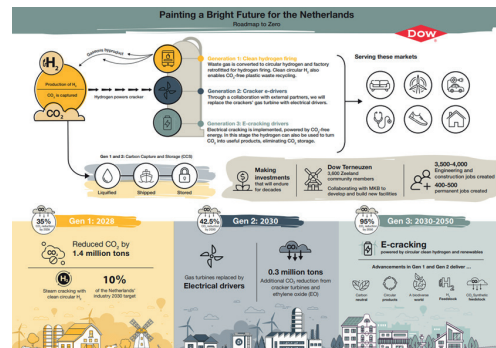 Painting a Bright Future for the Netherlands
Roadmap to Zero
Dow
H₂
Production of H₂
CO₂ is captured
CO₂
Hydrogen powers cracker
Generation 1: Clean hydrogen firing
Waste gas is converted to circular hydrogen and factory
retrofitted for hydrogen firing. Clean circular H₂ also
enables CO₂-free plastic waste recycling.
Generation 2: Cracker e-drivers
Through a collaboration with external partners, we will
replace the crackers' gas turbine with electrical drivers.
Generation 3: E-cracking drivers
Electrical cracking is implemented, powered by CO₂-free
energy. In this stage the hydrogen can also be used to turn
CO₂ into useful products, eliminating CO₂ storage.
Serving these markets
Gen 1 and 2: Carbon Capture and Storage (CCS)
Liquified
Shipped
Stored
Making
investments
that will endure
for decades
Dow Terneuzen
3,600 Zeeland
community members
Collaborating with MKB to
develop and build new facilities
3,500-4,000
Engineering and
construction jobs created
400-500
permanent jobs created
35%
Gen 1: 2028
Reduced CO₂ by
1.4 million tons
H₂
Steam cracking with
clean circular H₂
10%
of the Netherlands'
industry 2030 target
42.5%
Gen 2: 2030
Gas turbines replaced by
Electrical drivers
CO₂
0.3 million tons
Additional CO₂ reduction from
cracker turbines and
ethylene oxide (EO)
95%
Gen 3: 2030-2050
E-cracking
powered by circular clean hydrogen and renewables
Advancements in Gen 1 and Gen 2 deliver ...
Carbon
neutral
Circular
products
H₂
Feedstock
CO₂ Synthetic
feedstock